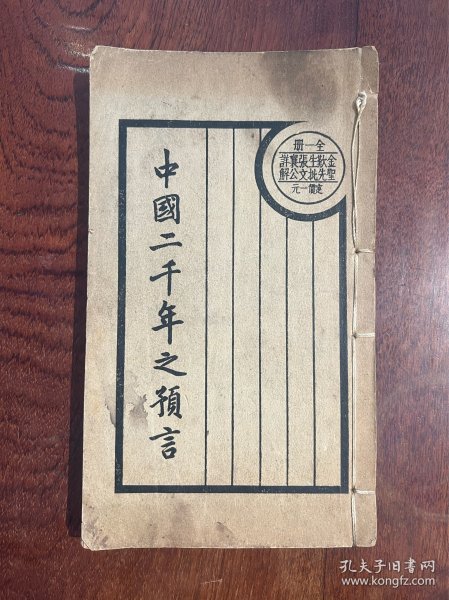 中國二千年之預言
全一冊
金聖歎先生批張文襄公詳解
定價一元
孔夫子旧书网
www.kongfz.com